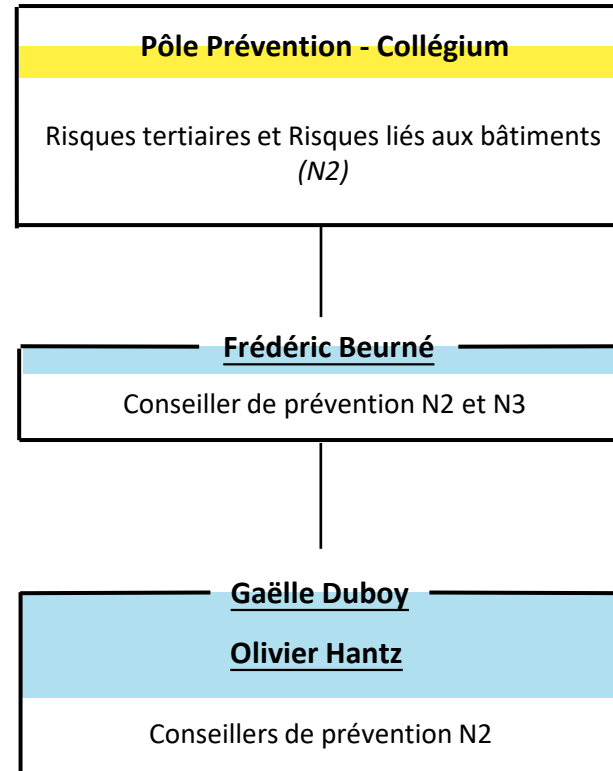 Pôle Prévention - Collégium
Risques tertiaires et Risques liés aux bâtiments
(N2)
Frédéric Beurné
Conseiller de prévention N2 et N3
Gaëlle Duboy
Olivier Hantz
Conseillers de prévention N2